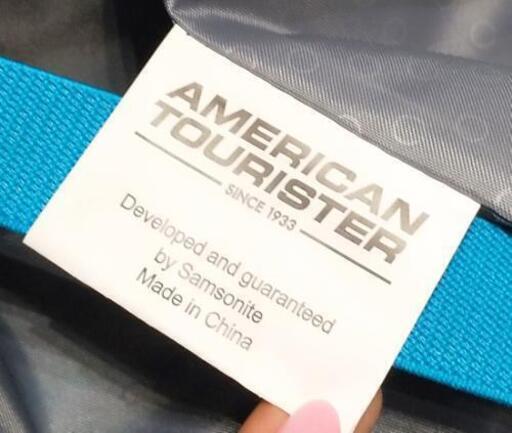 AMERICAN
TOURISTER
SINCE 1933
Developed and guaranteed
by Samsonite
Made in China